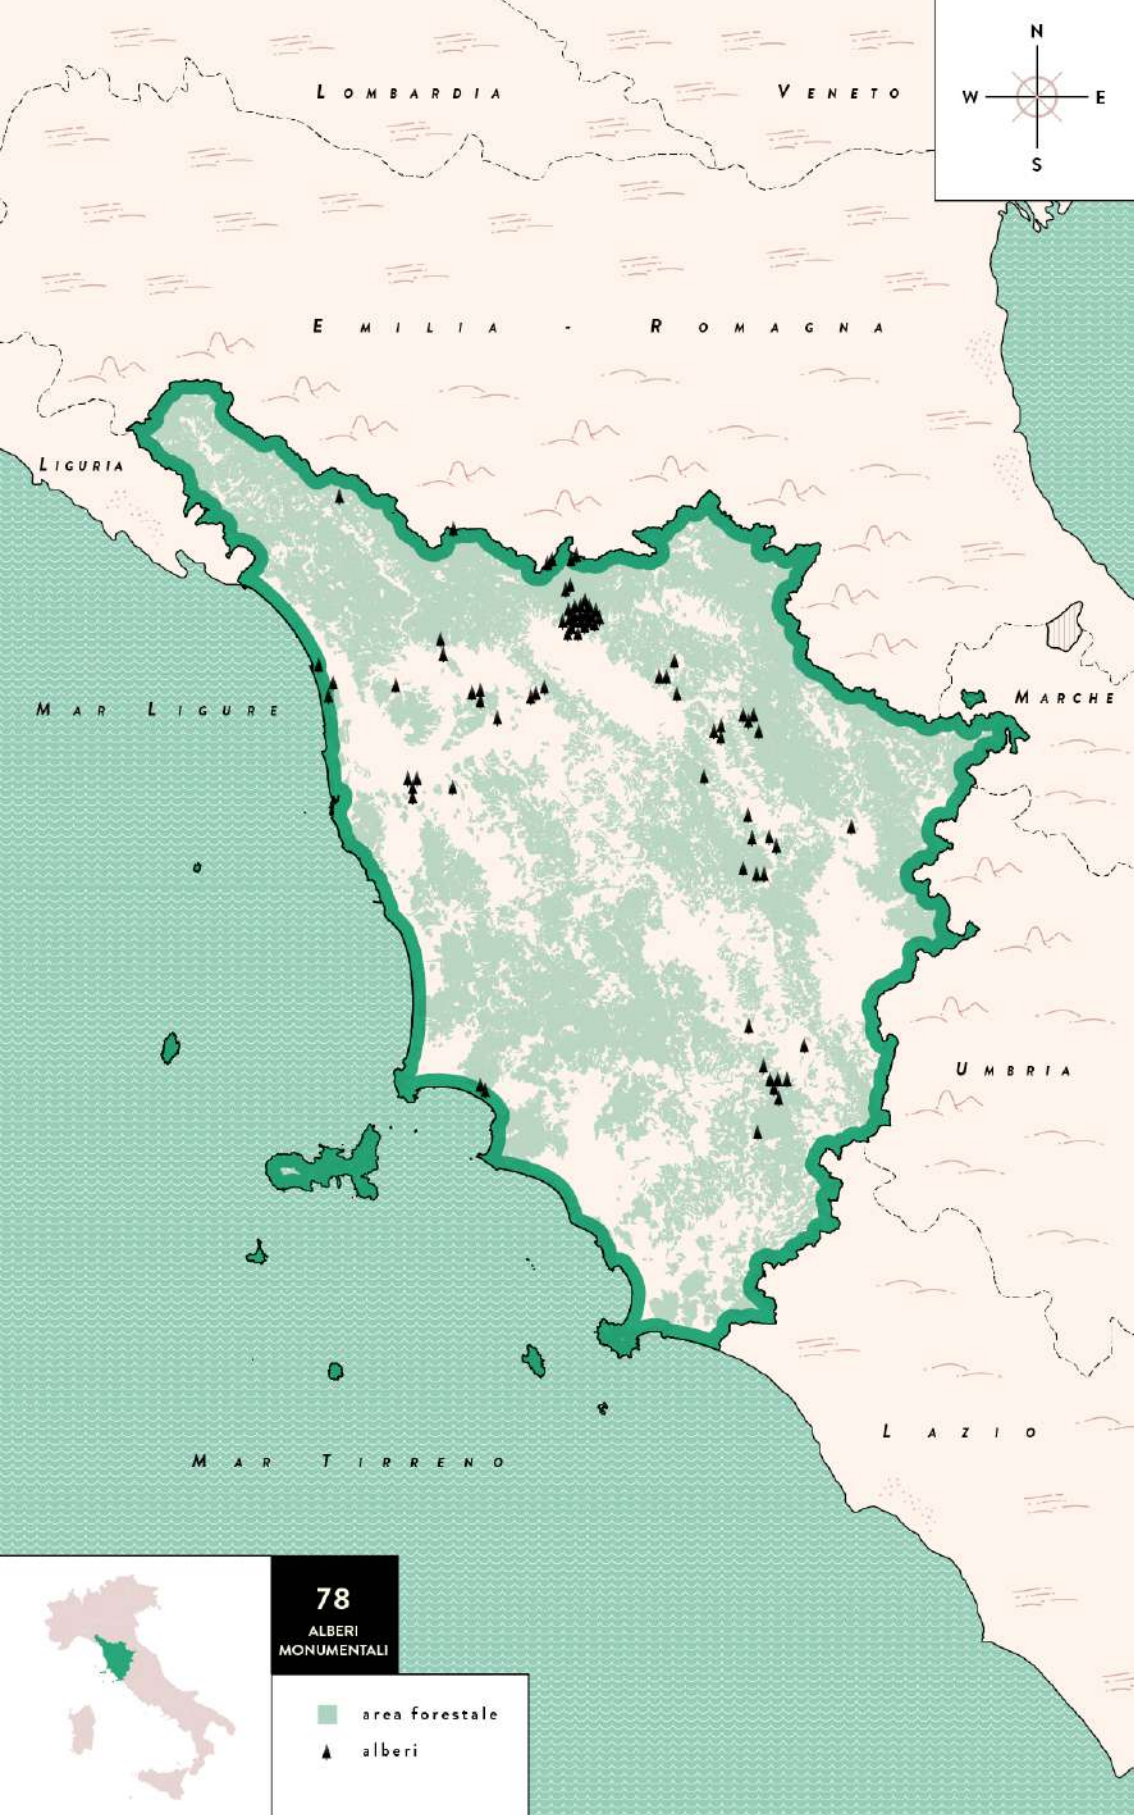 N
W E
S
LOMBARDIA
VENETO
EMILIA - ROMAGNA
LIGURIA
MAR LIGURE
MARCHE
UMBRIA
LAZIO
MAR TIRRENO
78
ALBERI
MONUMENTALI
area forestale
alberi